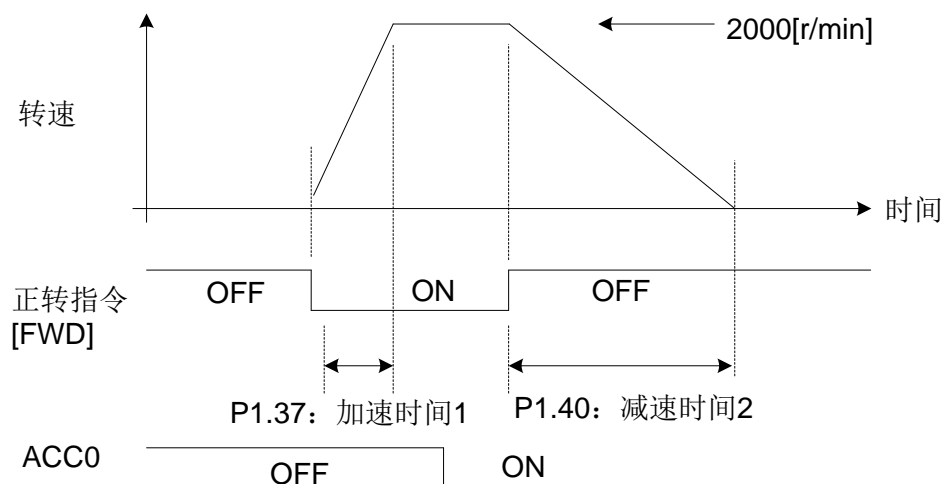 2000[r/min]
转速
时间
OFF
ON
OFF
正转指令
[FWD]
P1.37：加速时间1
P1.40：减速时间2
ACC0
OFF
ON